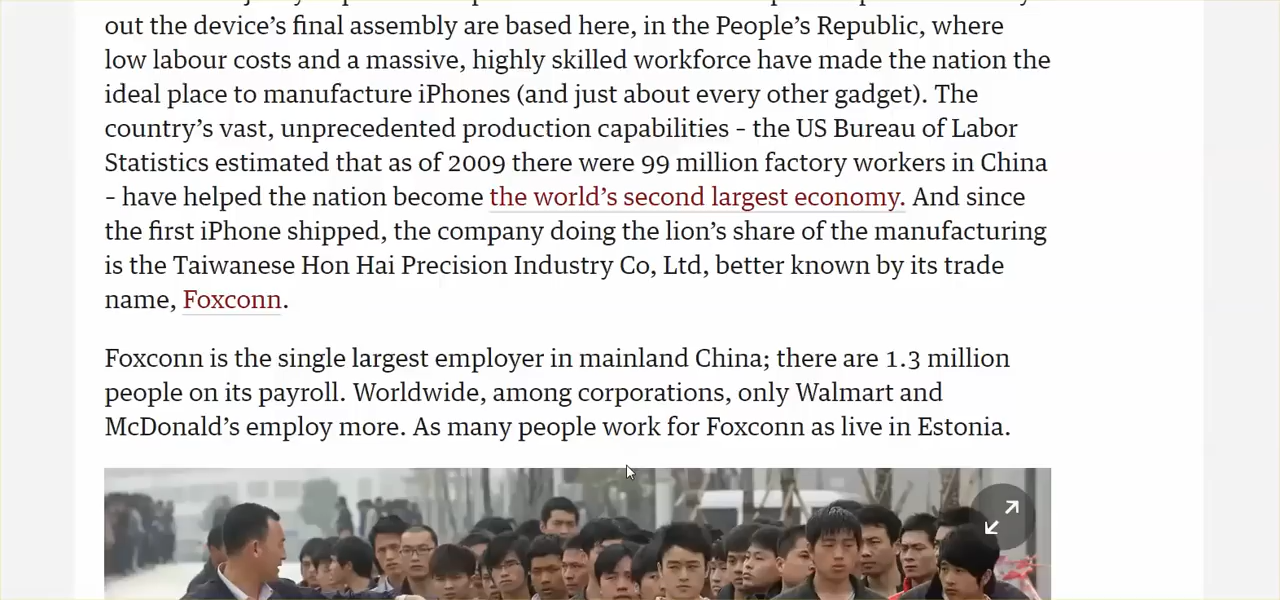 out the device's final assembly are based here, in the People's Republic, where
low labour costs and a massive, highly skilled workforce have made the nation the
ideal place to manufacture iPhones (and just about every other gadget). The
country's vast, unprecedented production capabilities - the US Bureau of Labor
Statistics estimated that as of 2009 there were 99 million factory workers in China
- have helped the nation become the world's second largest economy. And since
the first iPhone shipped, the company doing the lion's share of the manufacturing
is the Taiwanese Hon Hai Precision Industry Co, Ltd, better known by its trade
name, Foxconn.
Foxconn is the single largest employer in mainland China; there are 1.3 million
people on its payroll. Worldwide, among corporations, only Walmart and
McDonald's employ more. As many people work for Foxconn as live in Estonia.